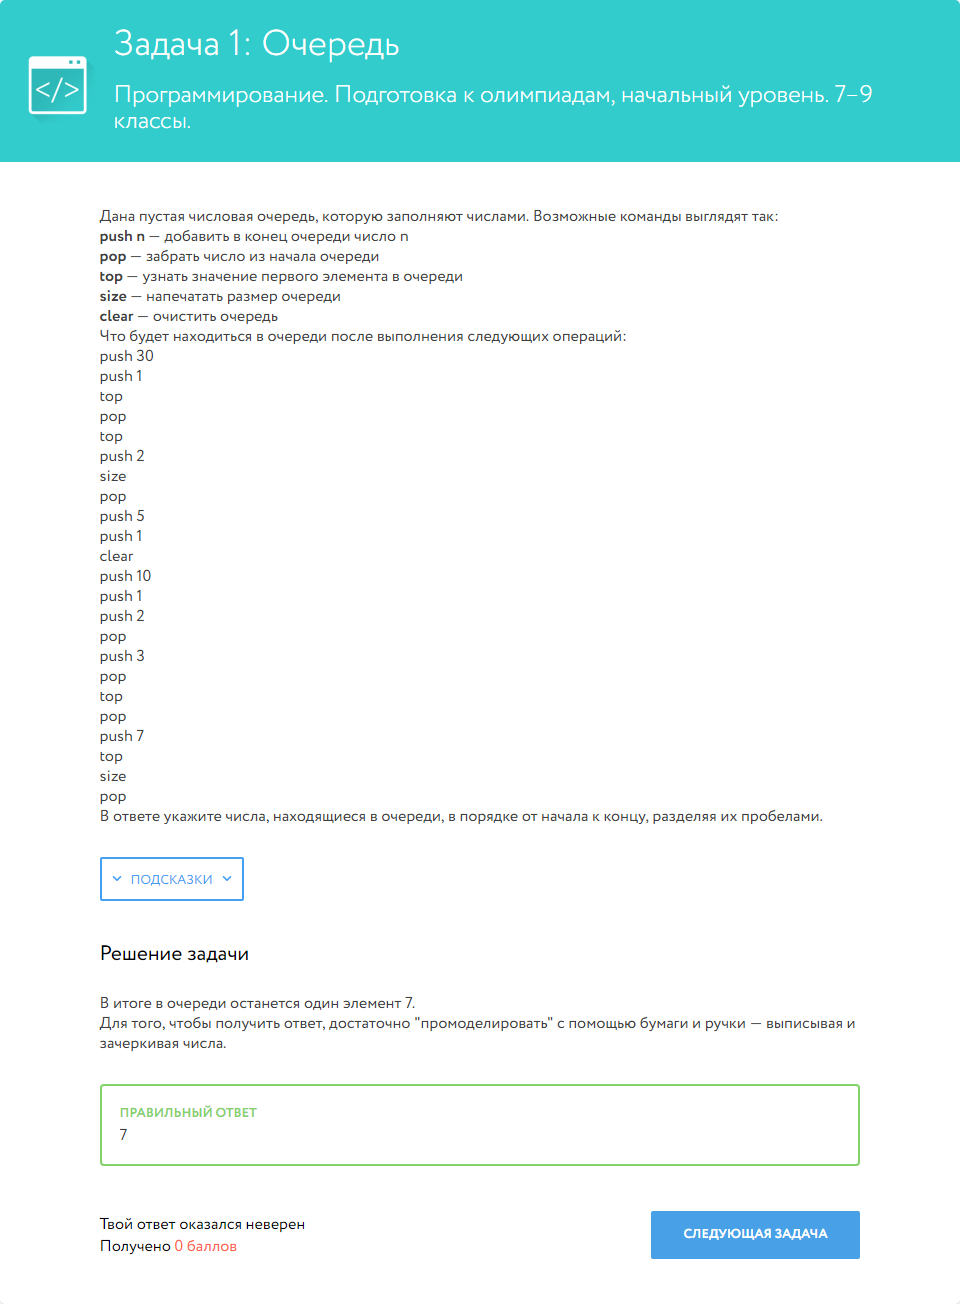 Задача 1: Очередь
</>
Программирование. Подготовка к олимпиадам, начальный уровень. 7–9
классы.
Дана пустая числовая очередь, которую заполняют числами. Возможные команды выглядят так:
push n — добавить в конец очереди число n
pop — забрать число из начала очереди
top — узнать значение первого элемента в очереди
size — напечатать размер очереди
clear — очистить очередь
Что будет находиться в очереди после выполнения следующих операций:
push 30
push 1
top
pop
top
push 2
size
pop
push 5
push 1
clear
push 10
push 1
push 2
pop
push 3
pop
top
pop
push 7
top
size
pop
В ответе укажите числа, находящиеся в очереди, в порядке от начала к концу, разделяя их пробелами.
ПОДСКАЗКИ
Решение задачи
В итоге в очереди останется один элемент 7.
Для того, чтобы получить ответ, достаточно "промоделировать" с помощью бумаги и ручки — выписывая и
зачеркивая числа.
ПРАВИЛЬНЫЙ ОТВЕТ
7
Твой ответ оказался неверен
Получено 0 баллов
СЛЕДУЮЩАЯ ЗАДАЧА